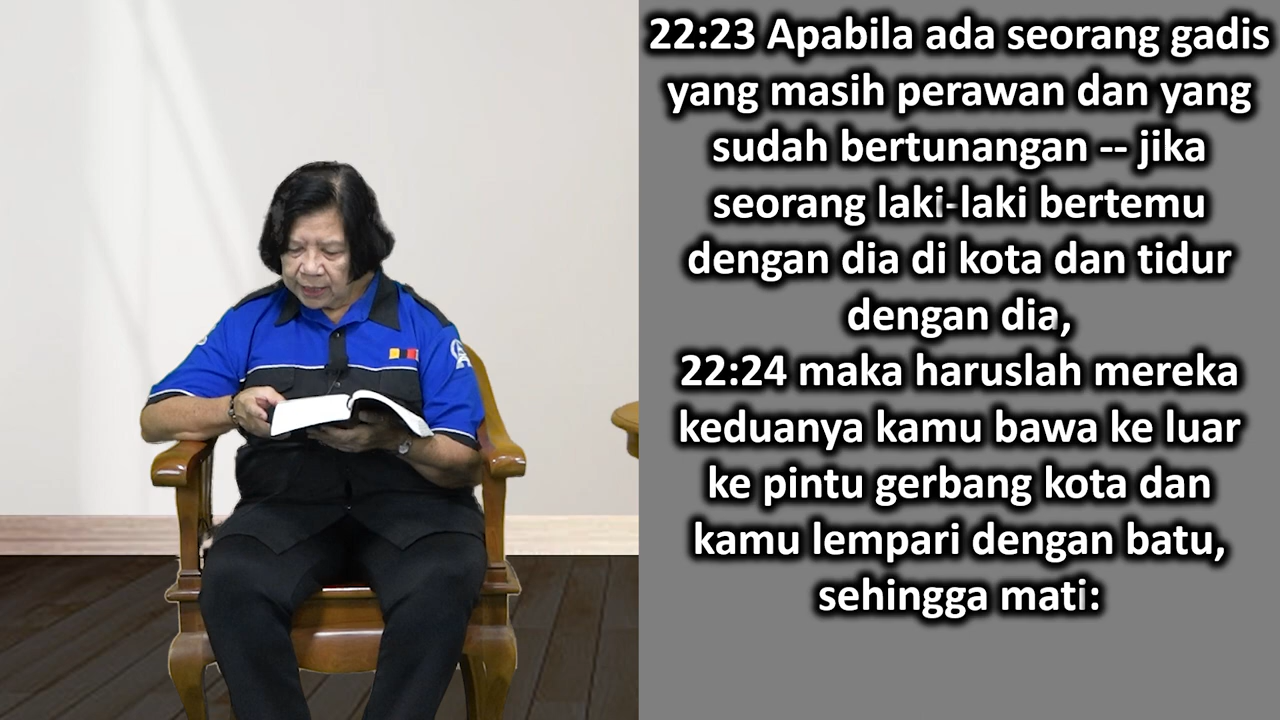 22:23 Apabila ada seorang gadis
yang masih perawan dan yang
sudah bertunangan -- jika
seorang laki-laki bertemu
dengan dia di kota dan tidur
dengan dia,
22:24 maka haruslah mereka
keduanya kamu bawa ke luar
ke pintu gerbang kota dan
kamu lempari dengan batu,
sehingga mati: